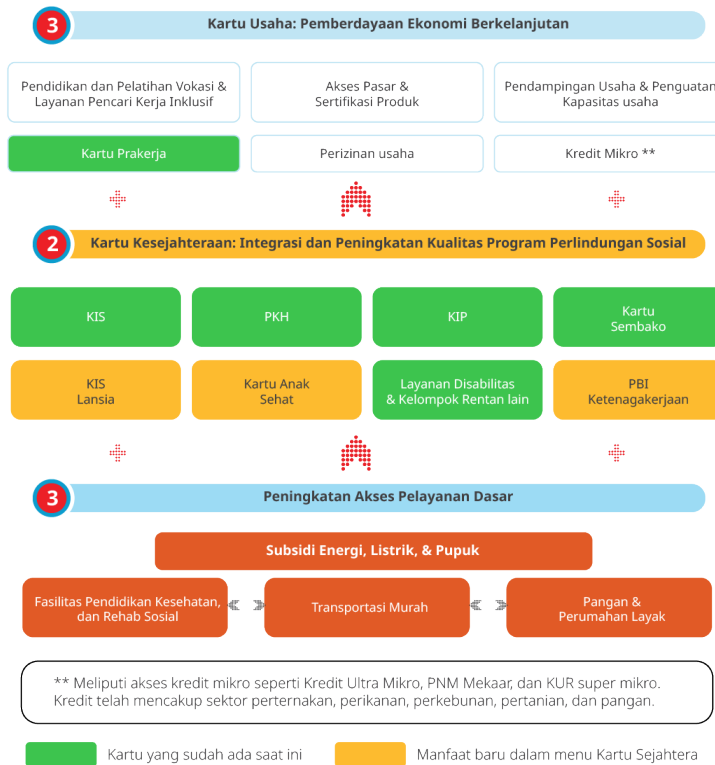 3
Kartu Usaha: Pemberdayaan Ekonomi Berkelanjutan
Pendidikan dan Pelatihan Vokasi &
Layanan Pencari Kerja Inklusif
Akses Pasar &
Sertifikasi Produk
Pendampingan Usaha & Penguatan
Kapasitas usaha
Kartu Prakerja
Perizinan usaha
Kredit Mikro **
2
Kartu Kesejahteraan: Integrasi dan Peningkatan Kualitas Program Perlindungan Sosial
KIS
PKH
KIP
Kartu
Sembako
KIS
Lansia
Kartu Anak
Sehat
Layanan Disabilitas
& Kelompok Rentan lain
PBI
Ketenagakerjaan
3
Peningkatan Akses Pelayanan Dasar
Subsidi Energi, Listrik, & Pupuk
Fasilitas Pendidikan Kesehatan,
dan Rehab Sosial
Transportasi Murah
Pangan &
Perumahan Layak
** Meliputi akses kredit mikro seperti Kredit Ultra Mikro, PNM Mekaar, dan KUR super mikro.
Kredit telah mencakup sektor perternakan, perikanan, perkebunan, pertanian, dan pangan.
Kartu yang sudah ada saat ini
Manfaat baru dalam menu Kartu Sejahtera